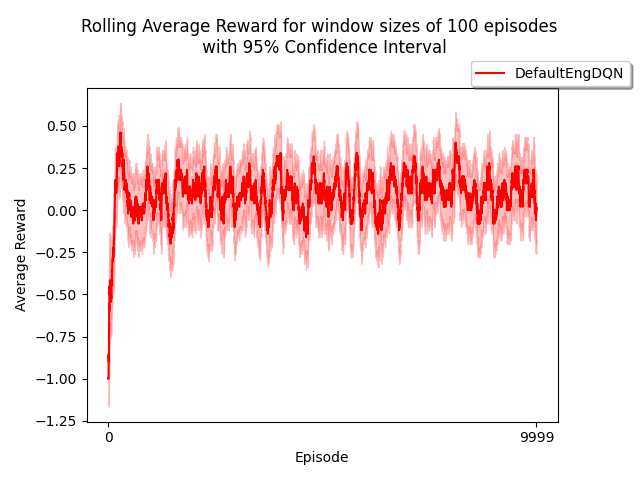 Rolling Average Reward for window sizes of 100 episodes
with 95% Confidence Interval
DefaultEngDQN
0.50
0.25
0.00
−0.25
−0.50
−0.75
−1.00
−1.25
Average Reward
0
9999
Episode